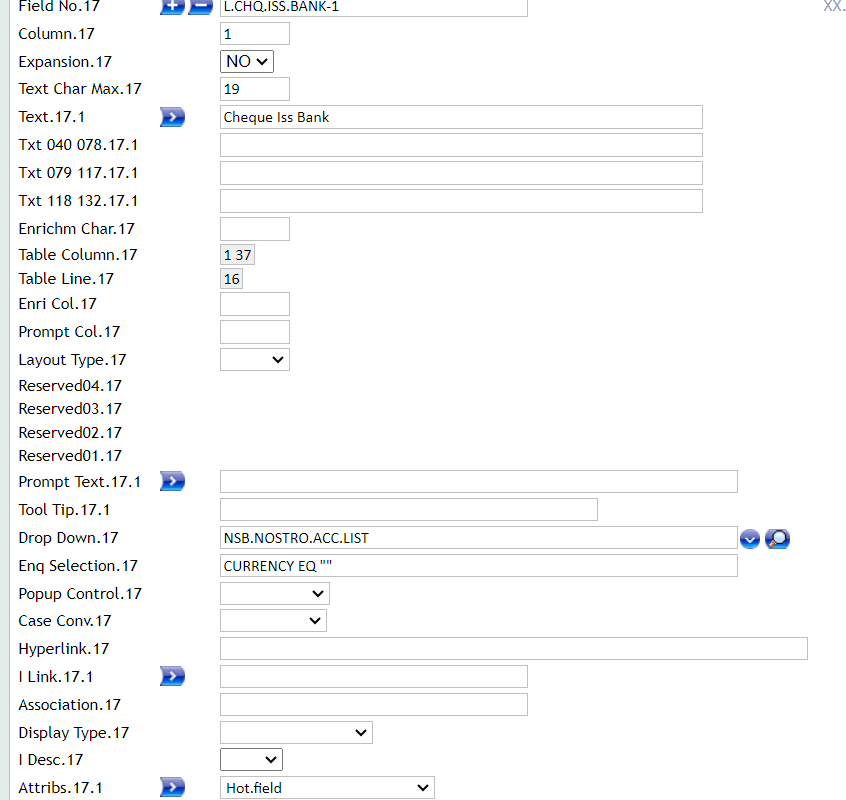 Field No.17 L.CHQ.ISS.BANK-1 XX.
Column.17 1
Expansion.17 NO
Text Char Max.17 19
Text.17.1 Cheque Iss Bank
Txt 040 078.17.1
Txt 079 117.17.1
Txt 118 132.17.1
Enrichm Char.17
Table Column.17 1 37
Table Line.17 16
Enri Col.17
Prompt Col.17
Layout Type.17
Reserved04.17
Reserved03.17
Reserved02.17
Reserved01.17
Prompt Text.17.1
Tool Tip.17.1
Drop Down.17 NSB.NOSTRO.ACC.LIST
Enq Selection.17 CURRENCY EQ ""
Popup Control.17
Case Conv.17
Hyperlink.17
I Link.17.1
Association.17
Display Type.17
I Desc.17
Attribs.17.1 Hot.field